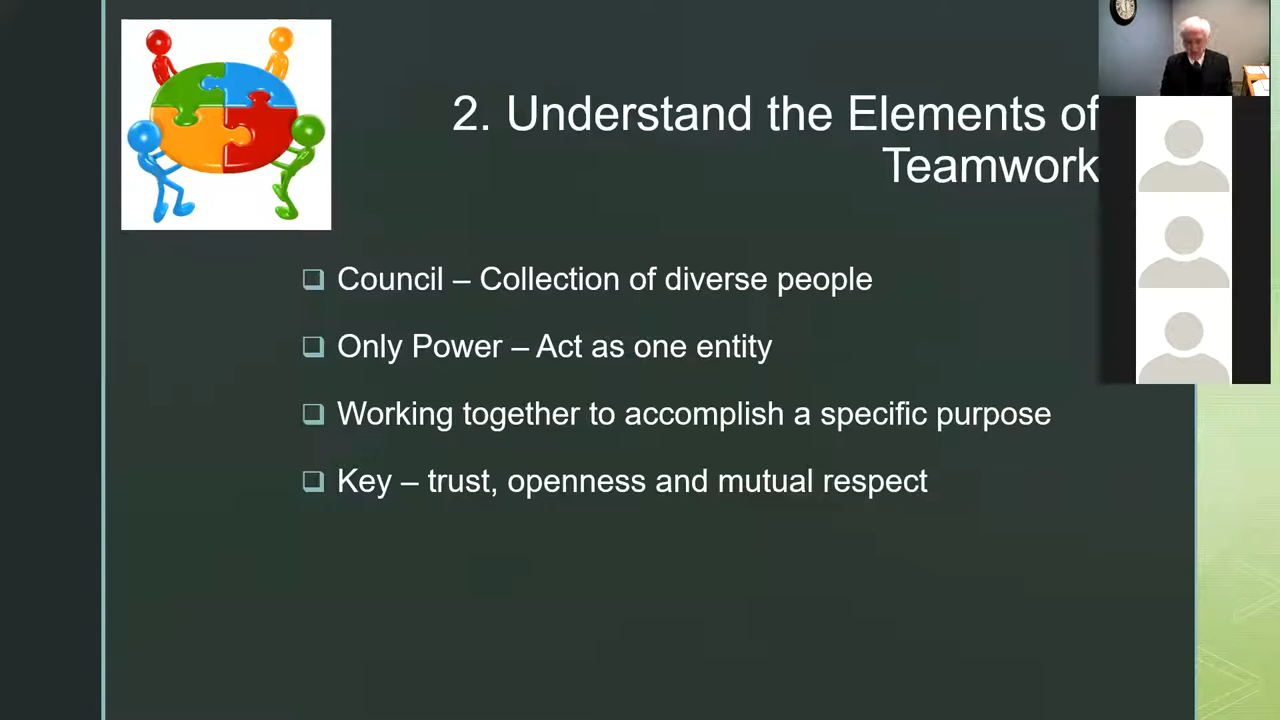 2. Understand the Elements of
Teamwork
❑ Council – Collection of diverse people
❑ Only Power – Act as one entity
❑ Working together to accomplish a specific purpose
❑ Key – trust, openness and mutual respect